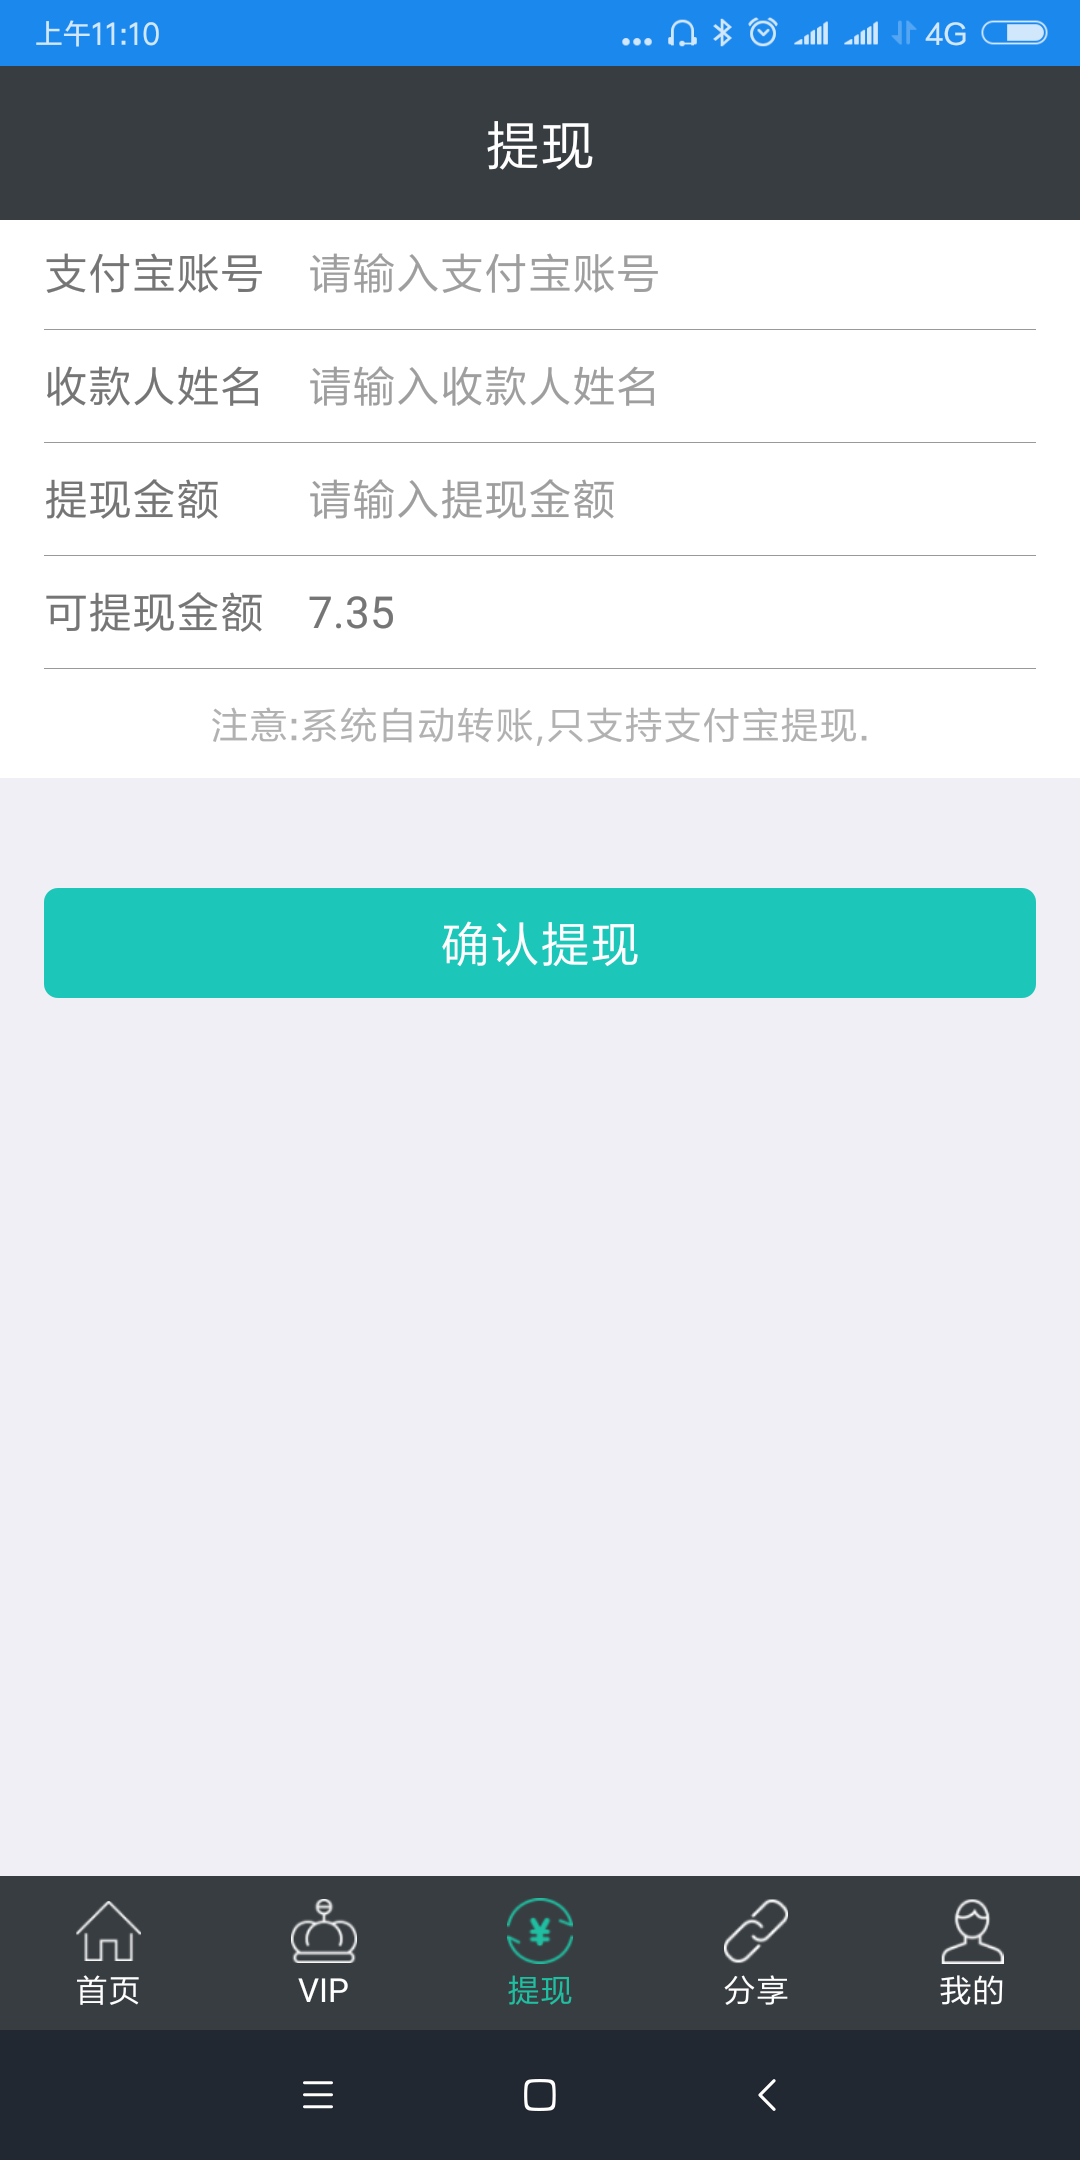 上午11:10
4G
提现
支付宝账号 请输入支付宝账号
收款人姓名 请输入收款人姓名
提现金额 请输入提现金额
可提现金额 7.35
注意:系统自动转账,只支持支付宝提现.
确认提现
¥
首页 VIP 提现 分享 我的